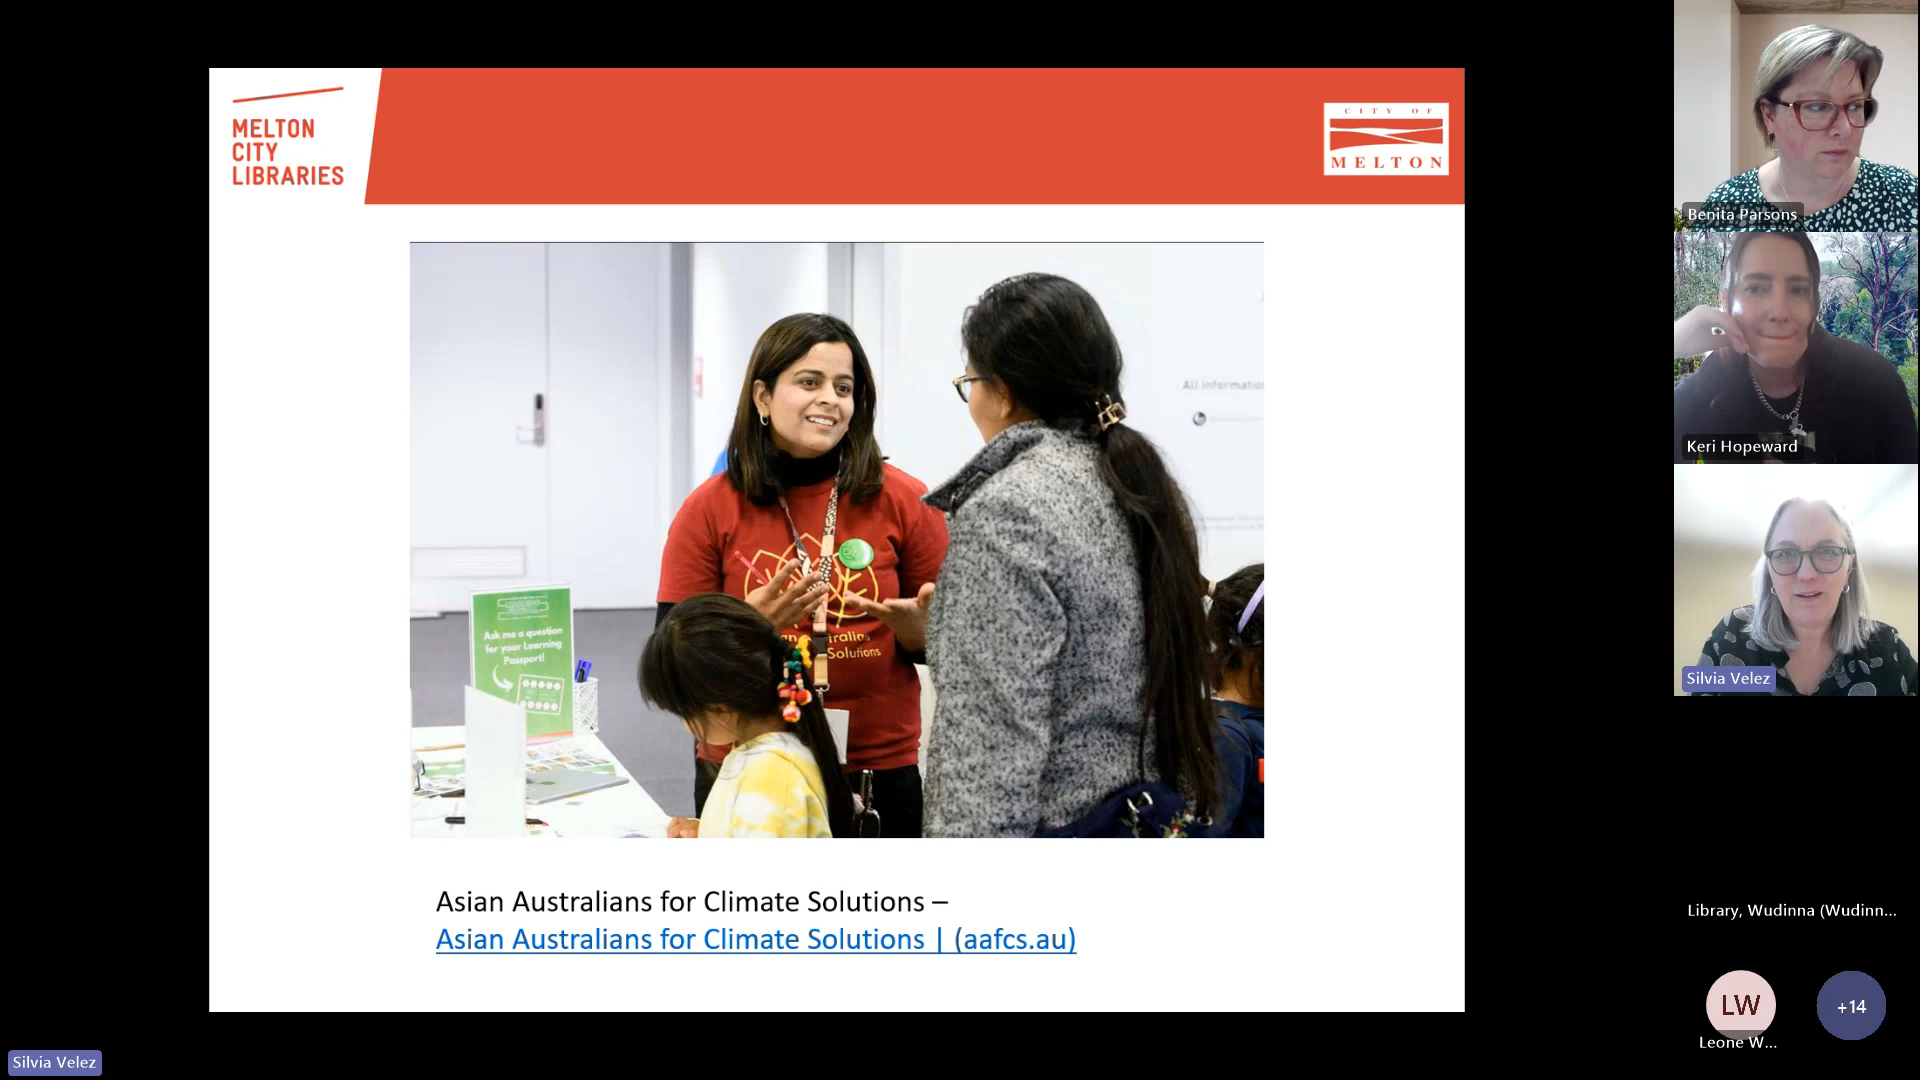 MELTON
CITY
LIBRARIES
CITY OF
MELTON
All informatio
Ask me a question
for your Learning
Passport!
Solutions
Asian Australians for Climate Solutions –
Asian Australians for Climate Solutions | (aafcs.au)
Benita Parsons
Keri Hopeward
Silvia Velez
Library, Wudinna (Wudinn...
LW
+14
Leone W...
Silvia Velez